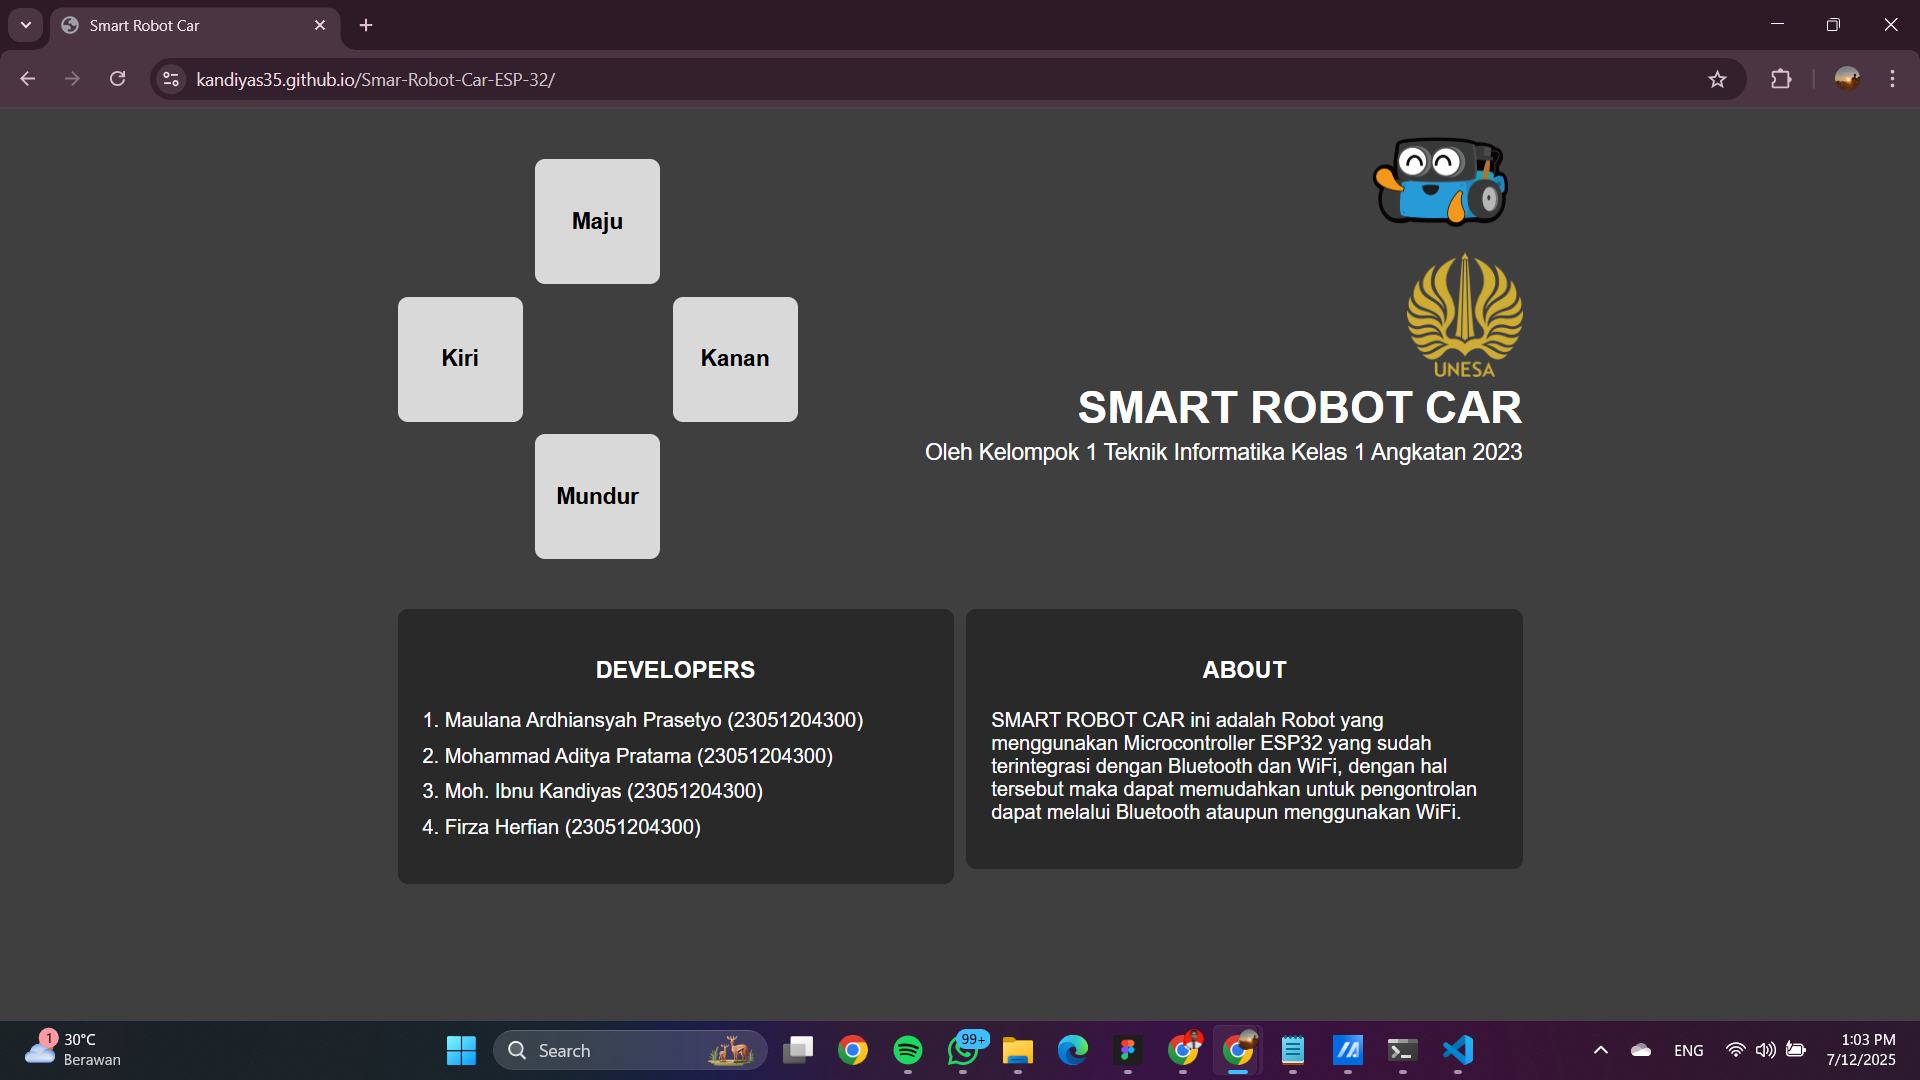 Smart Robot Car
kandiyas35.github.io/Smar-Robot-Car-ESP-32/
Maju
Kiri
Kanan
Mundur
UNESA
SMART ROBOT CAR
Oleh Kelompok 1 Teknik Informatika Kelas 1 Angkatan 2023
DEVELOPERS
1. Maulana Ardhiansyah Prasetyo (23051204300)
2. Mohammad Aditya Pratama (23051204300)
3. Moh. Ibnu Kandiyas (23051204300)
4. Firza Herfian (23051204300)
ABOUT
SMART ROBOT CAR ini adalah Robot yang
menggunakan Microcontroller ESP32 yang sudah
terintegrasi dengan Bluetooth dan WiFi, dengan hal
tersebut maka dapat memudahkan untuk pengontrolan
dapat melalui Bluetooth ataupun menggunakan WiFi.
1
30°C
Berawan
Search
99+
ENG
1:03 PM
7/12/2025